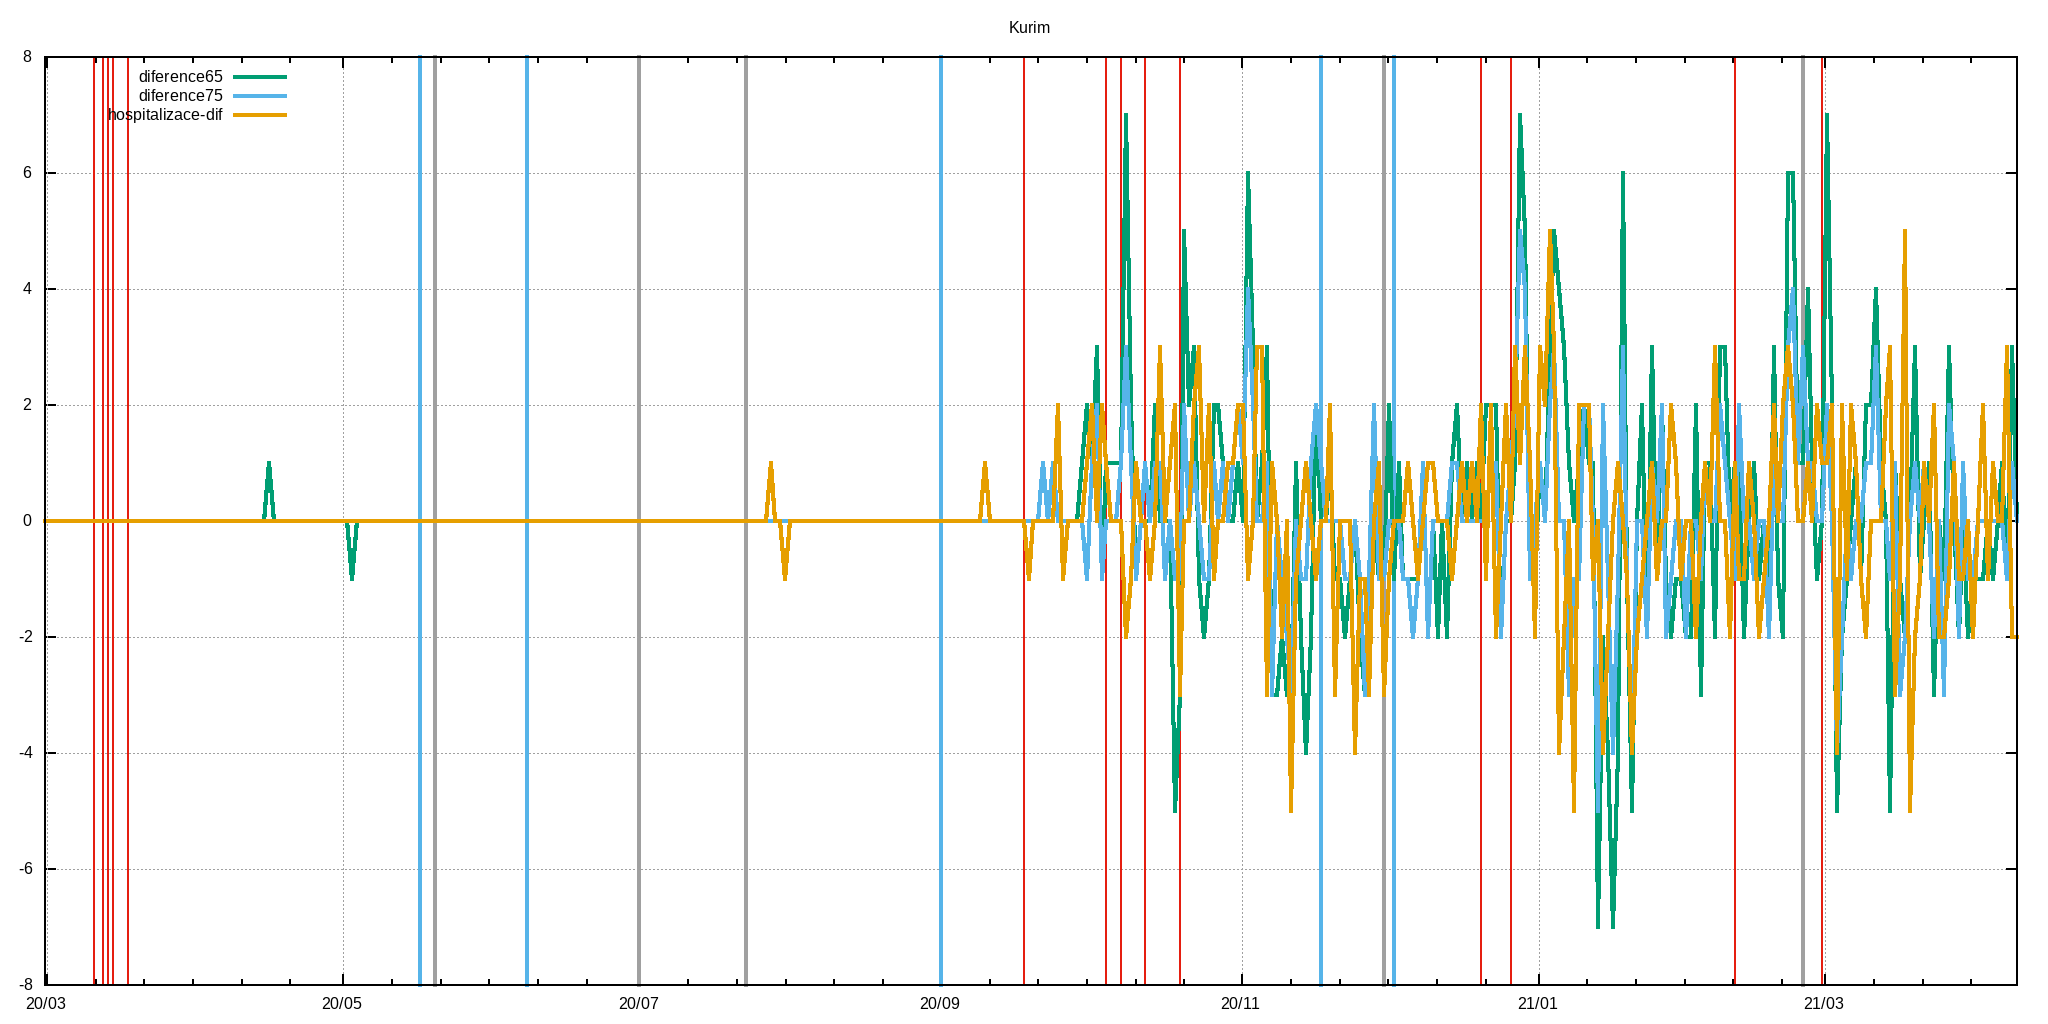 Kurim
diference65
diference75
hospitalizace-dif
8
6
4
2
0
-2
-4
-6
-8
20/03 20/05 20/07 20/09 20/11 21/01 21/03